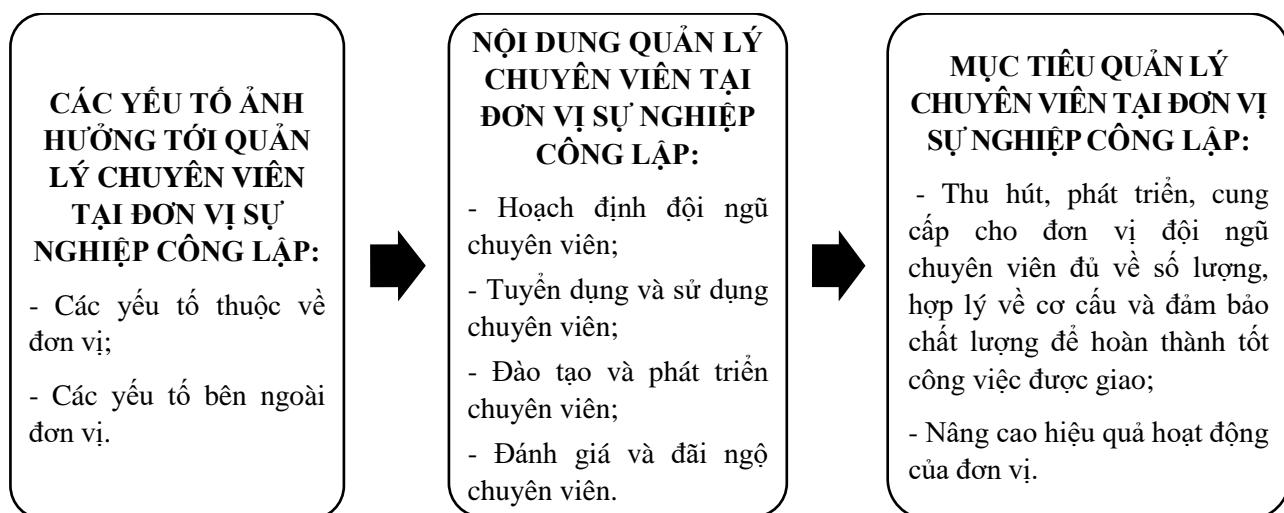 CÁC YẾU TỐ ẢNH
HƯỞNG TỚI QUẢN
LÝ CHUYÊN VIÊN
TẠI ĐƠN VỊ SỰ
NGHIỆP CÔNG LẬP:
- Các yếu tố thuộc về
đơn vị;
- Các yếu tố bên ngoài
đơn vị.
NỘI DUNG QUẢN LÝ
CHUYÊN VIÊN TẠI
ĐƠN VỊ SỰ NGHIỆP
CÔNG LẬP:
- Hoạch định đội ngũ
chuyên viên;
- Tuyển dụng và sử dụng
chuyên viên;
- Đào tạo và phát triển
chuyên viên;
- Đánh giá và đãi ngộ
chuyên viên.
MỤC TIÊU QUẢN LÝ
CHUYÊN VIÊN TẠI ĐƠN VỊ
SỰ NGHIỆP CÔNG LẬP:
- Thu hút, phát triển, cung
cấp cho đơn vị đội ngũ
chuyên viên đủ về số lượng,
hợp lý về cơ cấu và đảm bảo
chất lượng để hoàn thành tốt
công việc được giao;
- Nâng cao hiệu quả hoạt động
của đơn vị.